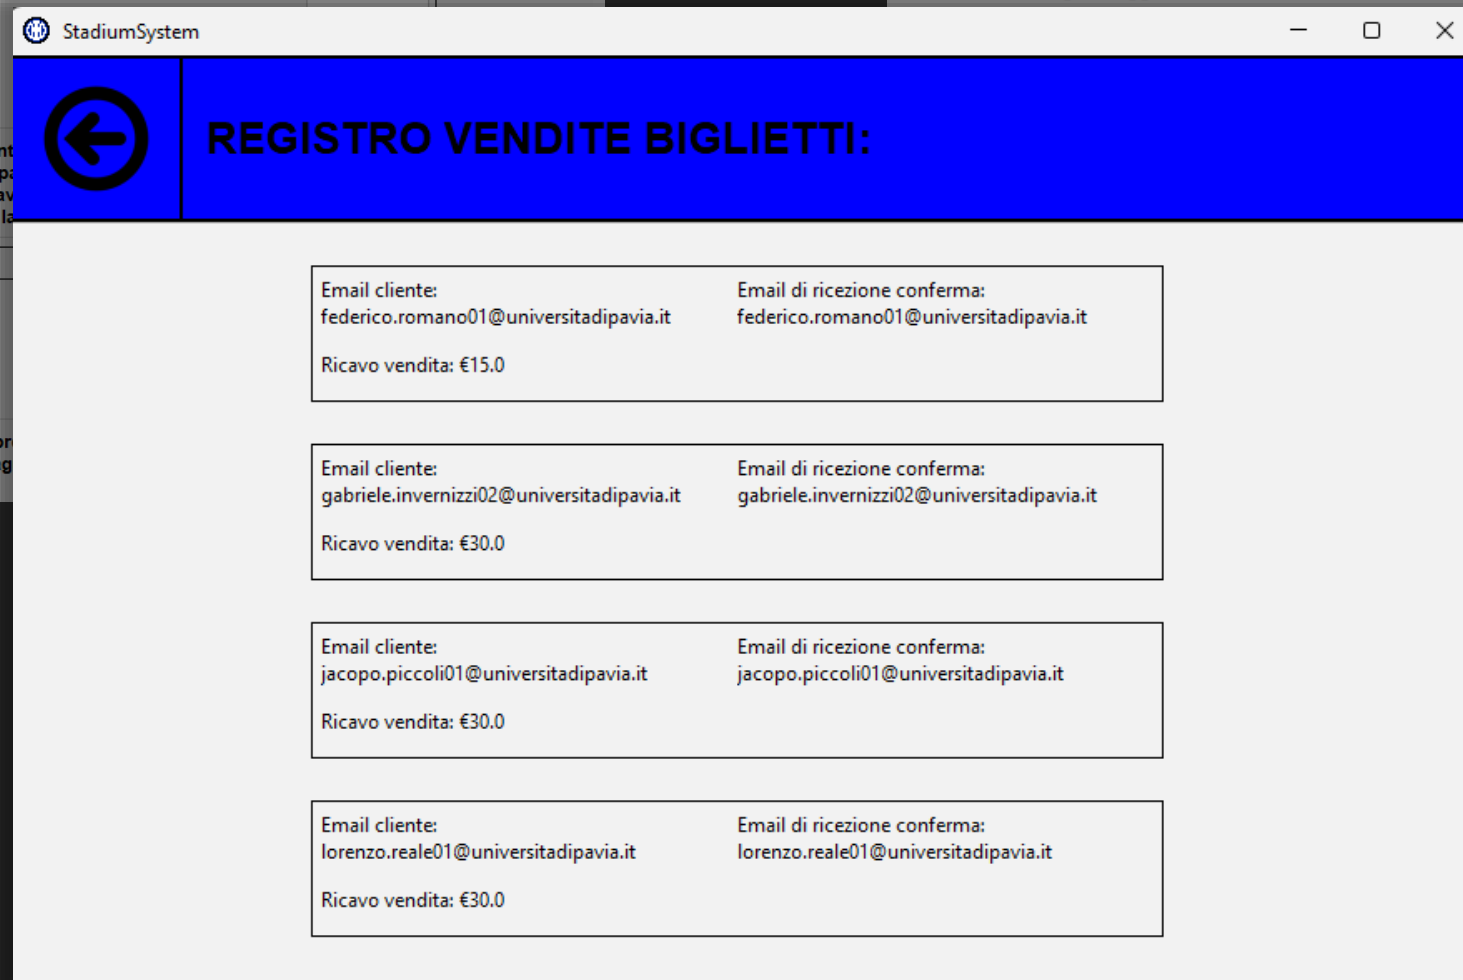 StadiumSystem
REGISTRO VENDITE BIGLIETTI:
Email cliente:
federico.romano01@universitadipavia.it
Email di ricezione conferma:
federico.romano01@universitadipavia.it
Ricavo vendita: €15.0
Email cliente:
gabriele.invernizzi02@universitadipavia.it
Email di ricezione conferma:
gabriele.invernizzi02@universitadipavia.it
Ricavo vendita: €30.0
Email cliente:
jacopo.piccoli01@universitadipavia.it
Email di ricezione conferma:
jacopo.piccoli01@universitadipavia.it
Ricavo vendita: €30.0
Email cliente:
lorenzo.reale01@universitadipavia.it
Email di ricezione conferma:
lorenzo.reale01@universitadipavia.it
Ricavo vendita: €30.0